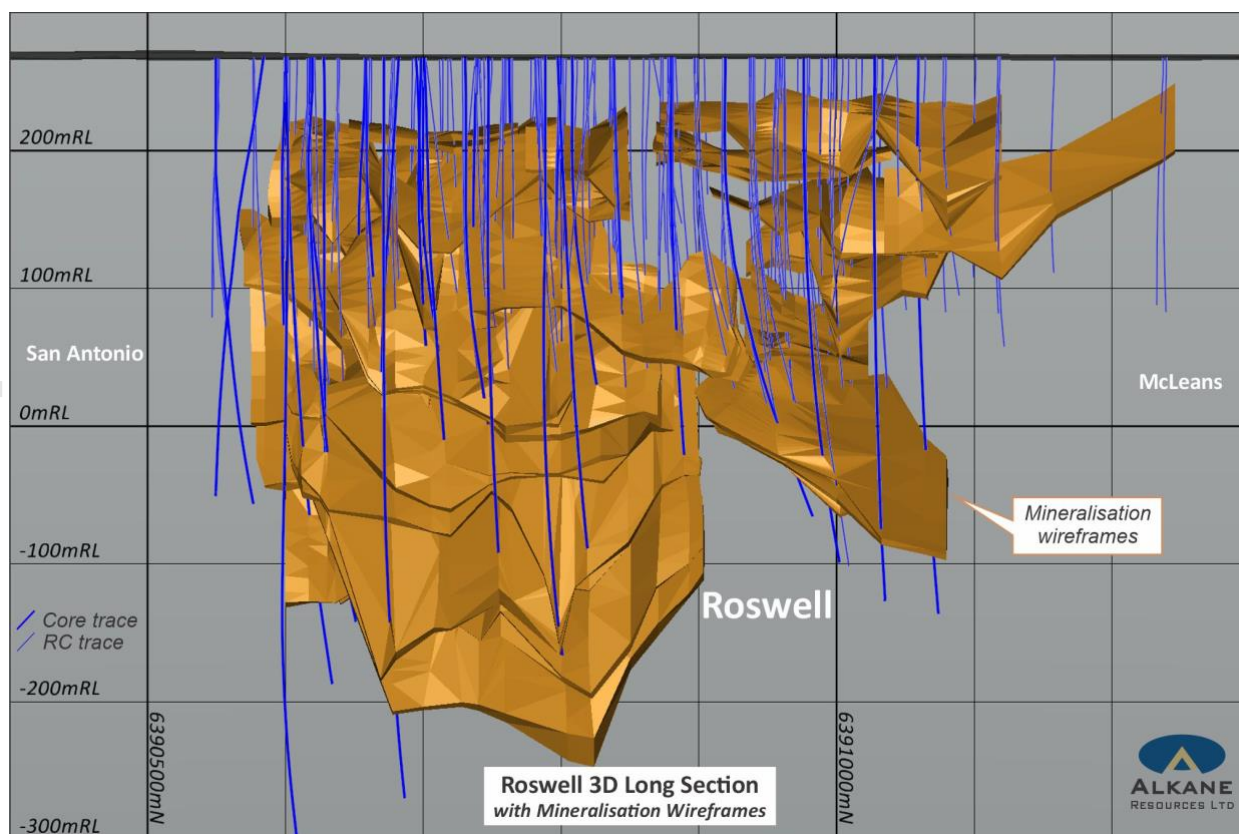 200mRL
100mRL
San Antonio
McLeans
0mRL
Mineralisation
wireframes
-100mRL
Roswell
Core trace
RC trace
-200mRL
6390500mN
6391000mN
Roswell 3D Long Section
with Mineralisation Wireframes
ALKANE
RESOURCES LTD
-300mRL